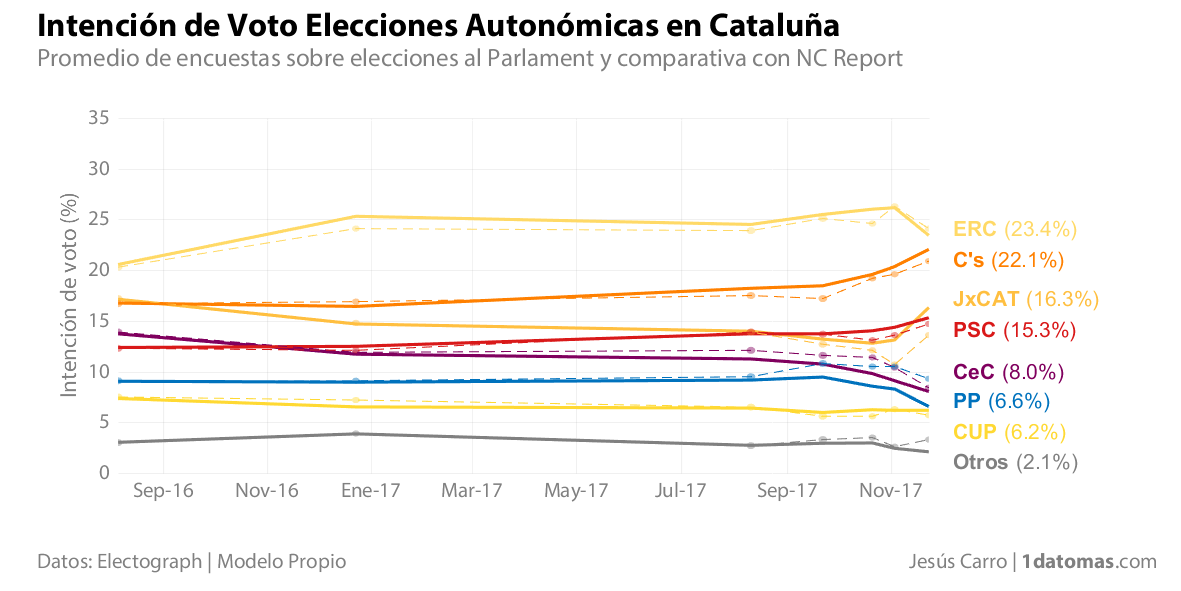 Intención de Voto Elecciones Autonómicas en Cataluña
Promedio de encuestas sobre elecciones al Parlament y comparativa con NC Report
Intención de voto (%)
35
30
25
20
15
10
5
0
Sep-16 Nov-16 Ene-17 Mar-17 May-17 Jul-17 Sep-17 Nov-17
ERC (23.4%)
C's (22.1%)
JxCAT (16.3%)
PSC (15.3%)
CeC (8.0%)
PP (6.6%)
CUP (6.2%)
Otros (2.1%)
Datos: Electograph | Modelo Propio
Jesús Carro | 1datomas.com